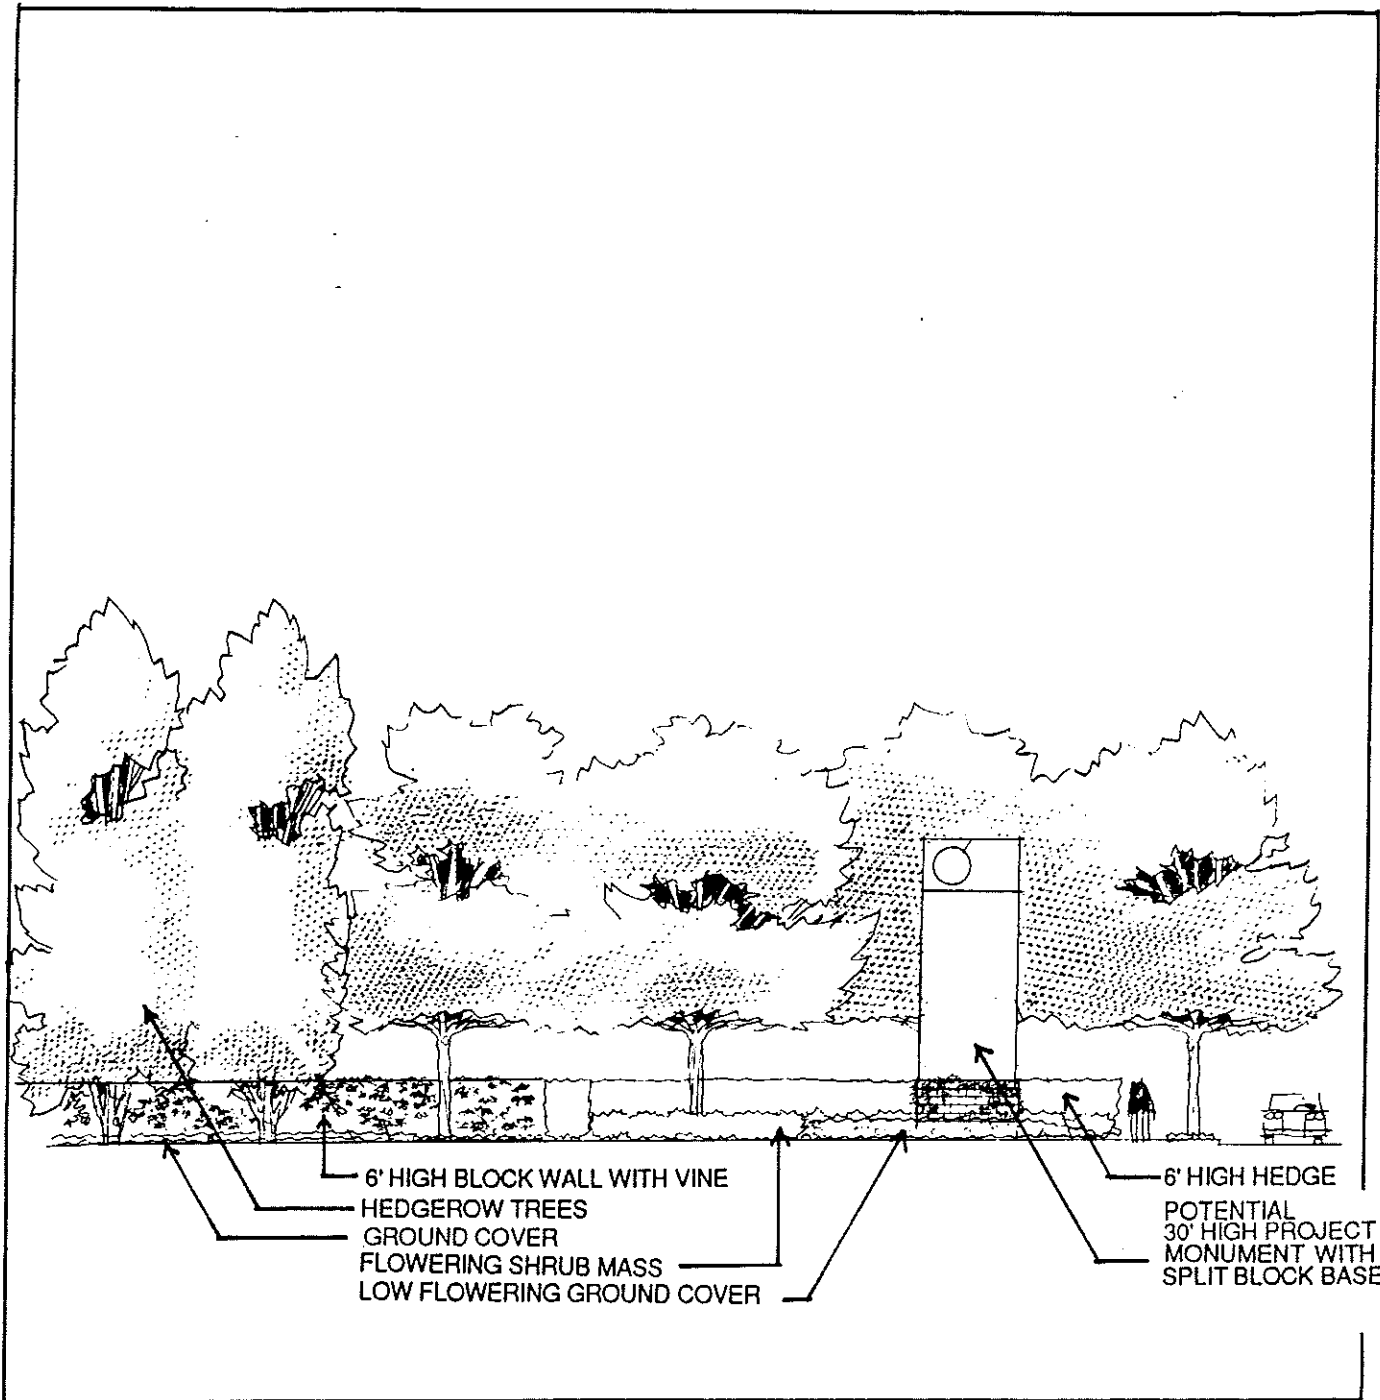 6' HIGH BLOCK WALL WITH VINE
HEDGEROW TREES
GROUND COVER
FLOWERING SHRUB MASS
LOW FLOWERING GROUND COVER
6' HIGH HEDGE
POTENTIAL
30' HIGH PROJECT
MONUMENT WITH
SPLIT BLOCK BASE